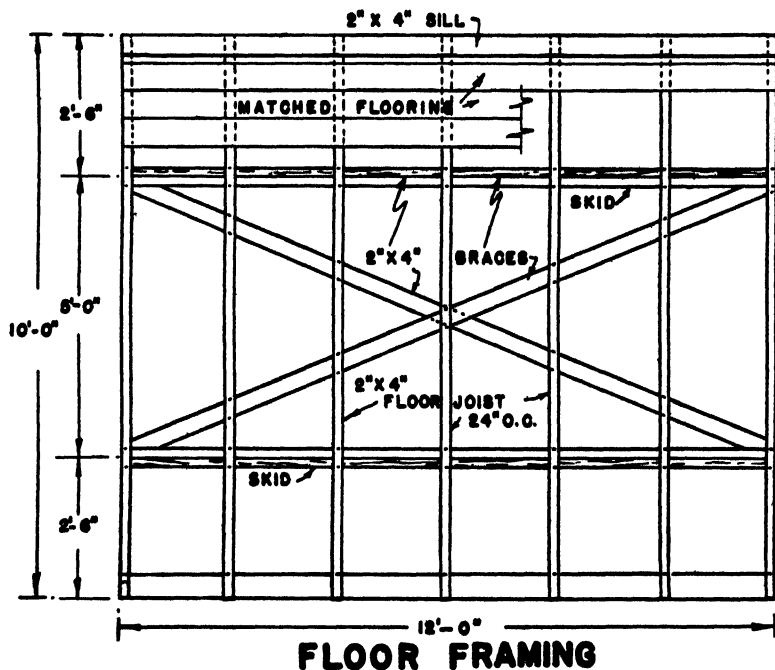 2" X 4" SILL
2'-6"
MATCHED FLOORING
SKID
2" X 4"
BRACES
5'-0"
10'-0"
2" X 4"
FLOOR JOIST
24" O.C.
SKID
2'-6"
12'-0"
FLOOR FRAMING